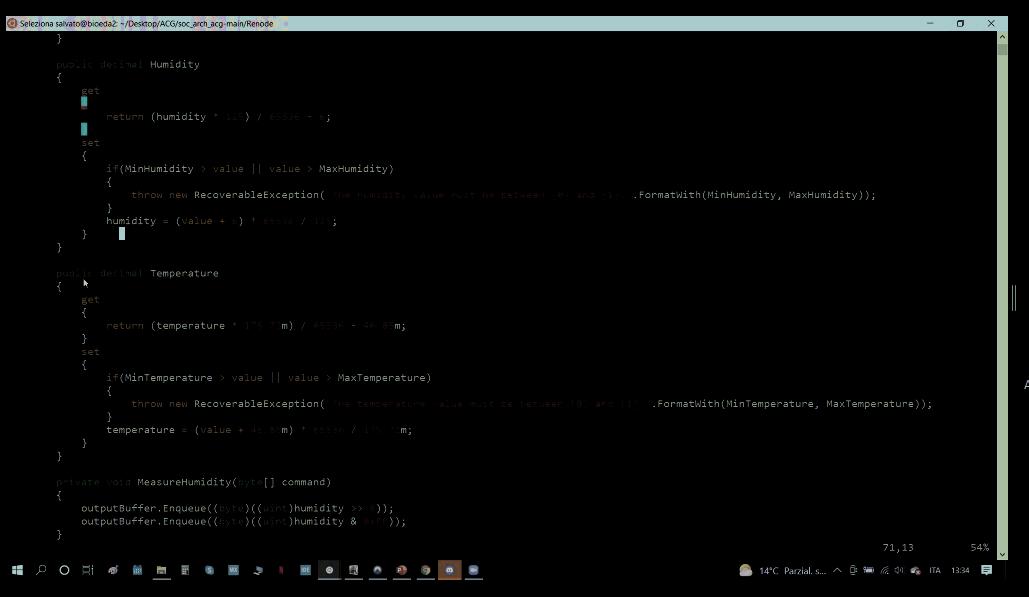 Seleziona salvato@bioeda2: ~/Desktop/ACG/soc_arch_acg-main/Renode
}
public decimal Humidity
{
get
return (humidity * 125) / 65536 - 6;
set
{
if(MinHumidity > value || value > MaxHumidity)
{
throw new RecoverableException("The humidity value must be between {0} and {1}.".FormatWith(MinHumidity, MaxHumidity));
}
humidity = (value + 6) * 65536 / 125;
}
}
public decimal Temperature
{
get
{
return (temperature * 175.72m) / 65536 - 46.85m;
}
set
{
if(MinTemperature > value || value > MaxTemperature)
{
throw new RecoverableException("The temperature value must be between {0} and {1}.".FormatWith(MinTemperature, MaxTemperature));
}
temperature = (value + 46.85m) * 65536 / 175.72m;
}
}
private void MeasureHumidity(byte[] command)
{
outputBuffer.Enqueue((byte)((uint)humidity >> 8));
outputBuffer.Enqueue((byte)((uint)humidity & 0xFF));
}
71,13 54%
14°C Parzial. s... ITA 13:34